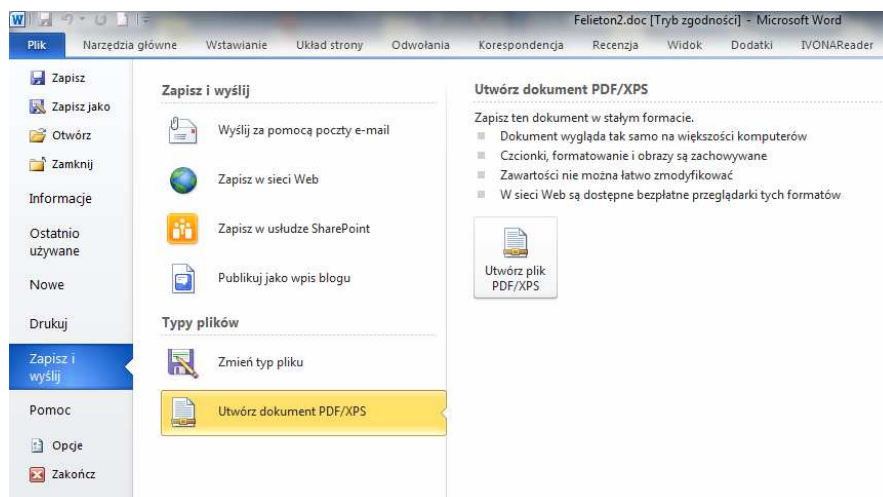 Felieton2.doc [Tryb zgodności] - Microsoft Word
Plik Narzędzia główne Wstawianie Układ strony Odwołania Korespondencja Recenzja Widok Dodatki IVONAReader
Zapisz
Zapisz jako
Otwórz
Zamknij
Informacje
Ostatnio
używane
Nowe
Drukuj
Zapisz i
wyślij
Pomoc
Opcje
Zakończ
Zapisz i wyślij
Wyślij za pomocą poczty e-mail
Zapisz w sieci Web
Zapisz w usłudze SharePoint
Publikuj jako wpis blogu
Typy plików
Zmień typ pliku
Utwórz dokument PDF/XPS
Utwórz dokument PDF/XPS
Zapisz ten dokument w stałym formacie.
Dokument wygląda tak samo na większości komputerów
Czcionki, formatowanie i obrazy są zachowywane
Zawartości nie można łatwo zmodyfikować
W sieci Web są dostępne bezpłatne przeglądarki tych formatów
Utwórz plik
PDF/XPS